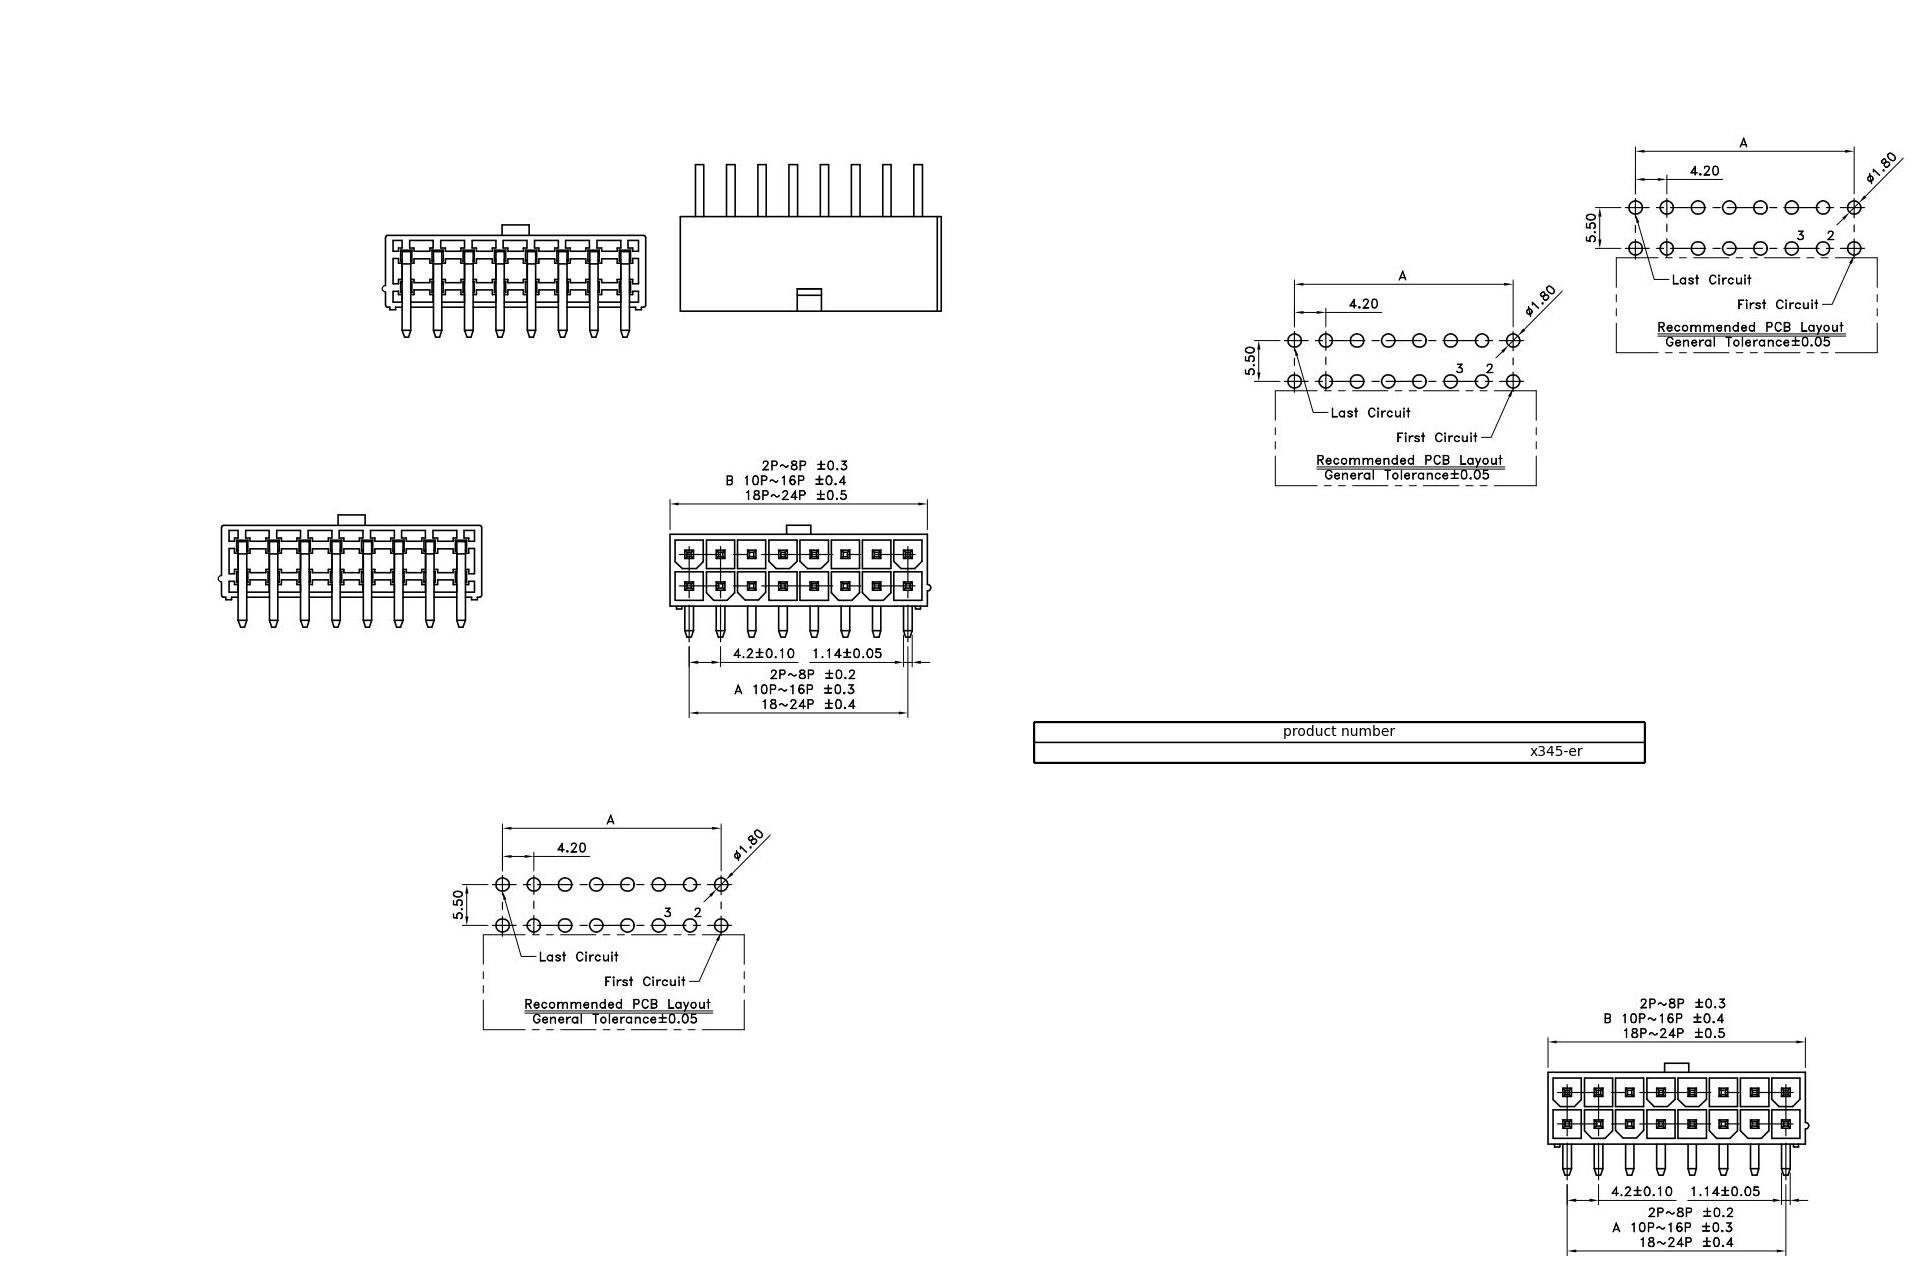 A
4.20
ø1.80
5.50
3 2
Last Circuit
First Circuit
Recommended PCB Layout
General Tolerance±0.05
A
4.20
ø1.80
5.50
3 2
Last Circuit
First Circuit
Recommended PCB Layout
General Tolerance±0.05
2P~8P ±0.3
B 10P~16P ±0.4
18P~24P ±0.5
4.2±0.10 1.14±0.05
2P~8P ±0.2
A 10P~16P ±0.3
18~24P ±0.4
product number
x345-er
A
4.20
ø1.80
5.50
3 2
Last Circuit
First Circuit
Recommended PCB Layout
General Tolerance±0.05
2P~8P ±0.3
B 10P~16P ±0.4
18P~24P ±0.5
4.2±0.10 1.14±0.05
2P~8P ±0.2
A 10P~16P ±0.3
18~24P ±0.4